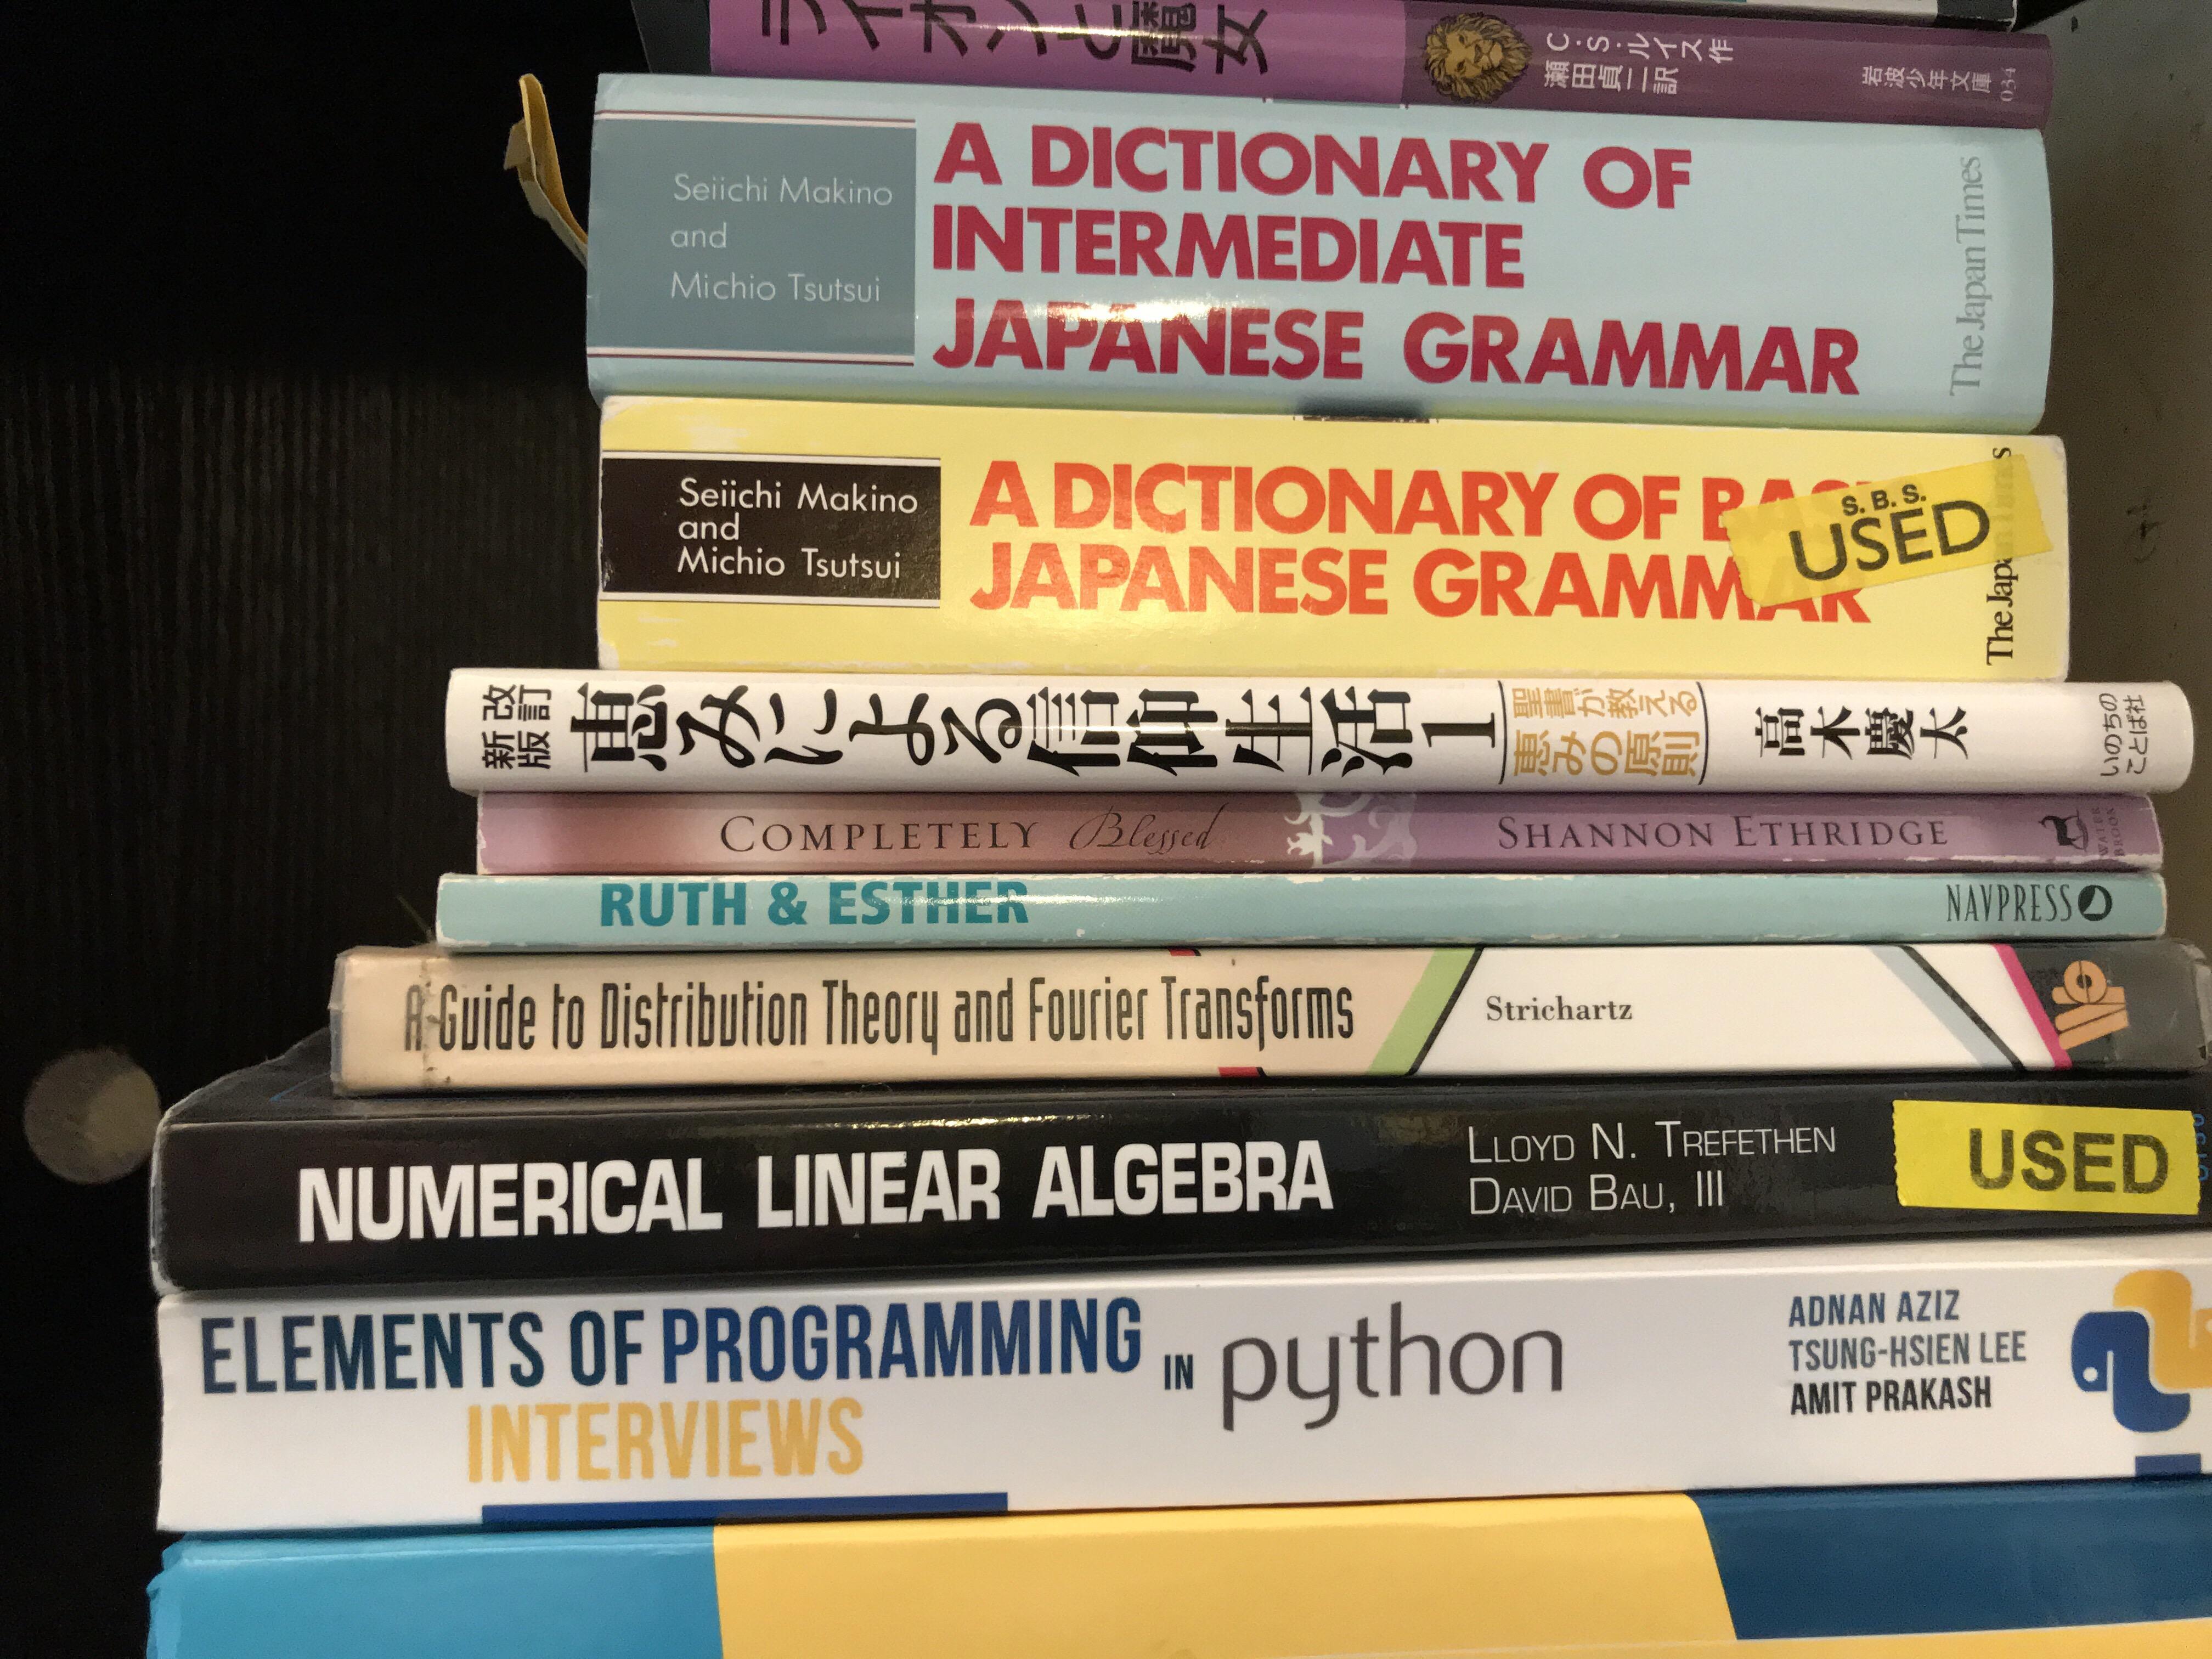 ライオンと魔女
C·S·ルイス作
瀬田貞二訳
岩波少年文庫
034
Seiichi Makino
and
Michio Tsutsui
A DICTIONARY OF
INTERMEDIATE
JAPANESE GRAMMAR
The Japan Times
Seiichi Makino
and
Michio Tsutsui
A DICTIONARY OF
JAPANESE GRAMMAR
S. B. S.
USED
The Japan Times
改訂
新版
恵みによる信仰生活 1
聖書が教える
恵みの原則
高木慶太
いのちの
ことば社
COMPLETELY Blessed
SHANNON ETHRIDGE
WATER
BROOK
RUTH & ESTHER
NAVPRESS
A Guide to Distribution Theory and Fourier Transforms
Strichartz
NUMERICAL LINEAR ALGEBRA
LLOYD N. TREFETHEN
DAVID BAU, III
USED
ELEMENTS OF PROGRAMMING
INTERVIEWS
IN python
ADNAN AZIZ
TSUNG-HSIEN LEE
AMIT PRAKASH